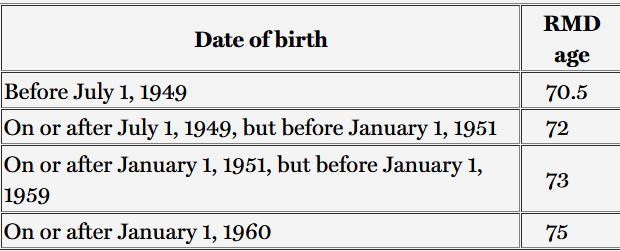 Date of birth
RMD
age
Before July 1, 1949
70.5
On or after July 1, 1949, but before January 1, 1951
72
On or after January 1, 1951, but before January 1,
1959
73
On or after January 1, 1960
75